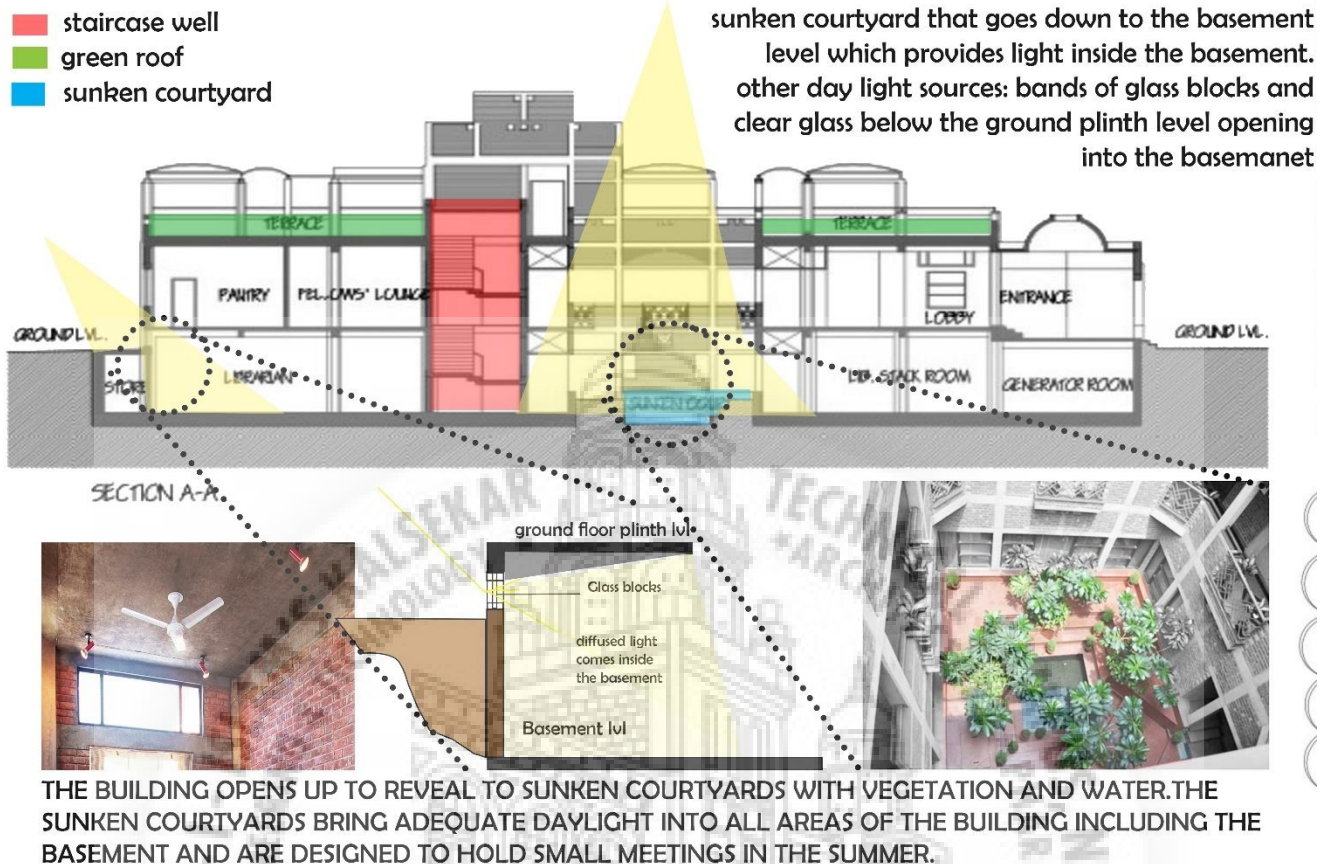 staircase well
green roof
sunken courtyard
sunken courtyard that goes down to the basement
level which provides light inside the basement.
other day light sources: bands of glass blocks and
clear glass below the ground plinth level opening
into the basemanet
TERRACE
TERRACE
PANTRY
FELLOWS' LOUNGE
LOBBY
ENTRANCE
GROUND LVL.
GROUND LVL.
STORE
LIBRARIAN
SUNKEN
LIB. STACK ROOM
GENERATOR ROOM
SECTION A-A
KALSEKAR
ground floor plinth lvl
Glass blocks
diffused light
comes inside
the basement
Basement lvl
THE BUILDING OPENS UP TO REVEAL TO SUNKEN COURTYARDS WITH VEGETATION AND WATER.THE
SUNKEN COURTYARDS BRING ADEQUATE DAYLIGHT INTO ALL AREAS OF THE BUILDING INCLUDING THE
BASEMENT AND ARE DESIGNED TO HOLD SMALL MEETINGS IN THE SUMMER.